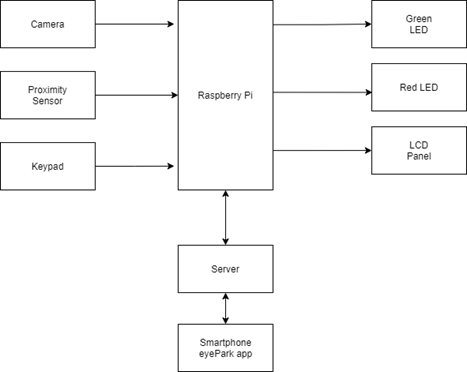 Camera
Green
LED
Proximity
Sensor
Raspberry Pi
Red LED
Keypad
LCD
Panel
Server
Smartphone
eyePark app